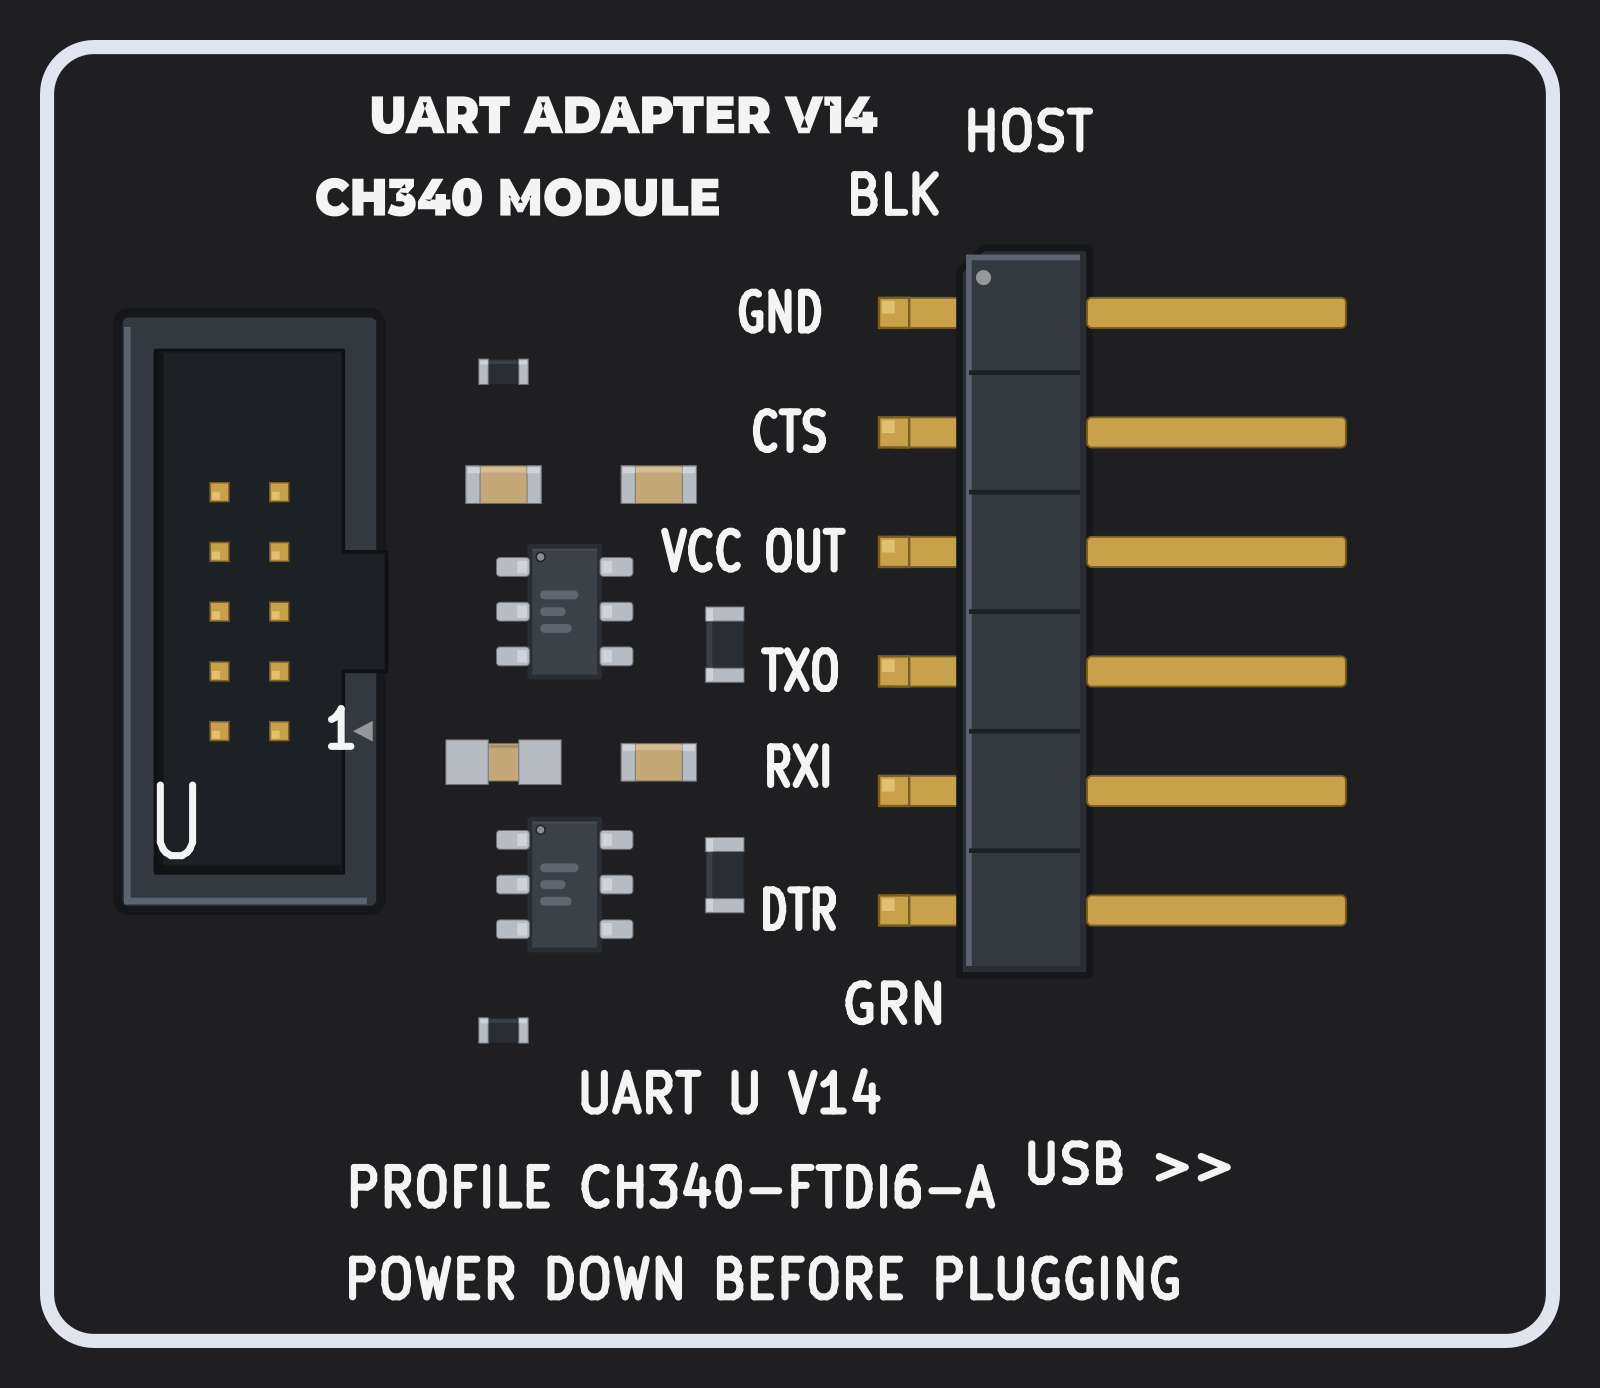 UART ADAPTER V14
HOST
CH340 MODULE
BLK
GND
CTS
VCC OUT
TXO
RXI
1
U
DTR
GRN
UART U V14
USB >>
PROFILE CH340-FTDI6-A
POWER DOWN BEFORE PLUGGING